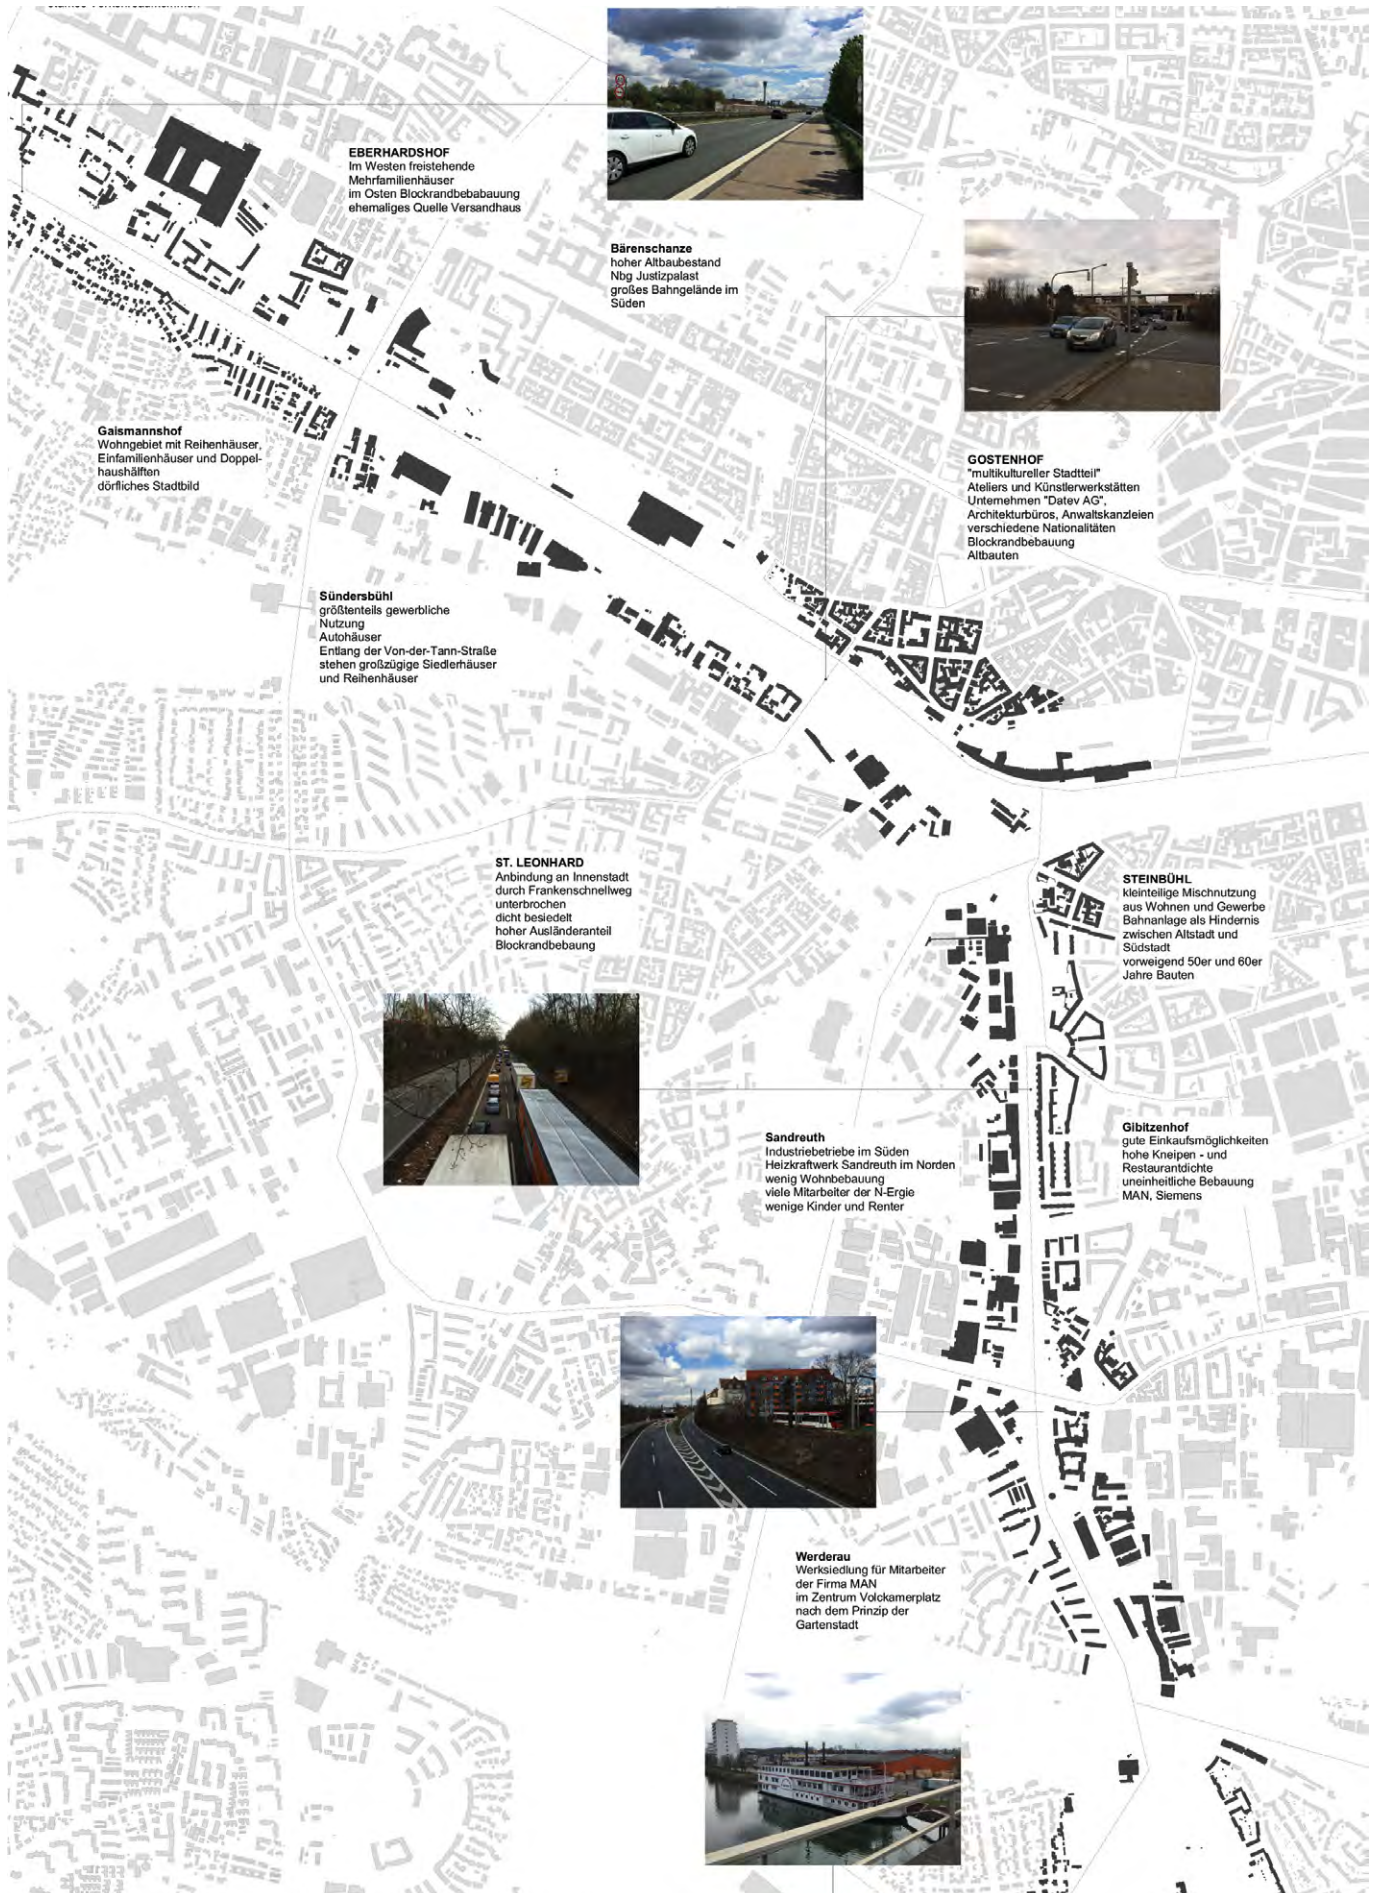 EBERHARDSHOF
Im Westen freistehende
Mehrfamilienhäuser
im Osten Blockrandbebabauung
ehemaliges Quelle Versandhaus
Bärenschanze
hoher Altbaubestand
Nbg Justizpalast
großes Bahngelände im
Süden
Gaismannshof
Wohngebiet mit Reihenhäuser,
Einfamilienhäuser und Doppel-
haushälften
dörfliches Stadtbild
GOSTENHOF
"multikultureller Stadtteil"
Ateliers und Künstlerwerkstätten
Unternehmen "Datev AG",
Architekturbüros, Anwaltskanzleien
verschiedene Nationalitäten
Blockrandbebauung
Altbauten
Sündersbühl
größtenteils gewerbliche
Nutzung
Autohäuser
Entlang der Von-der-Tann-Straße
stehen großzügige Siedlerhäuser
und Reihenhäuser
ST. LEONHARD
Anbindung an Innenstadt
durch Frankenschnellweg
unterbrochen
dicht besiedelt
hoher Ausländeranteil
Blockrandbebaung
STEINBÜHL
kleinteilige Mischnutzung
aus Wohnen und Gewerbe
Bahnanlage als Hindernis
zwischen Altstadt und
Südstadt
vorweigend 50er und 60er
Jahre Bauten
Sandreuth
Industriebetriebe im Süden
Heizkraftwerk Sandreuth im Norden
wenig Wohnbebauung
viele Mitarbeiter der N-Ergie
wenige Kinder und Renter
Gibitzenhof
gute Einkaufsmöglichkeiten
hohe Kneipen - und
Restaurantdichte
uneinheitliche Bebauung
MAN, Siemens
Werderau
Werksiedlung für Mitarbeiter
der Firma MAN
im Zentrum Volckamerplatz
nach dem Prinzip der
Gartenstadt